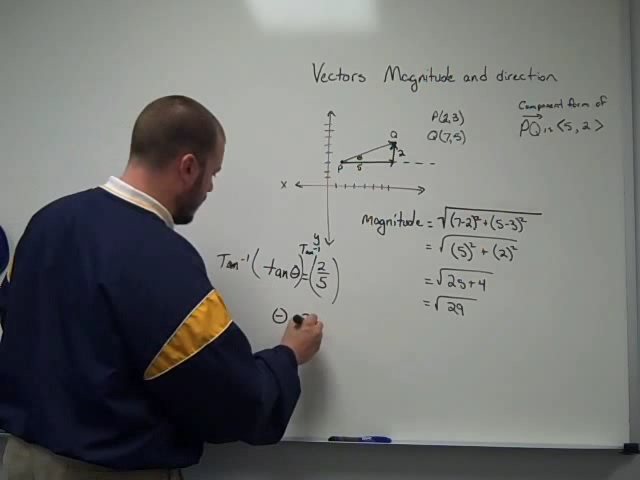 Vectors Magnitude and direction
P(2,3)
Q(7,5)
Component form of
PQ is <5, 2>
Q
P
θ
5
2
x
y
Magnitude = √(7-2)² + (5-3)²
= √(5)² + (2)²
= √25+4
= √29
Tan⁻¹(tan θ) = Tan⁻¹(2/5)
θ =